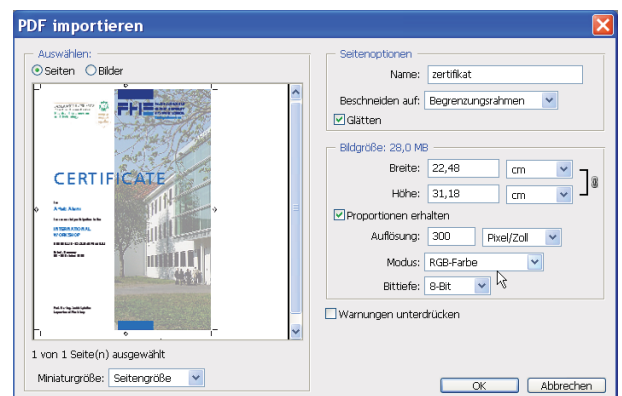 PDF importieren
Auswählen:
Seiten Bilder
FHE
CERTIFICATE
INTERNATIONAL
WORKSHOP
1 von 1 Seite(n) ausgewählt
Miniaturgröße: Seitengröße
Seitenoptionen
Name: zertifikat
Beschneiden auf: Begrenzungsrahmen
Glätten
Bildgröße: 28,0 MB
Breite: 22,48 cm
Höhe: 31,18 cm
Proportionen erhalten
Auflösung: 300 Pixel/Zoll
Modus: RGB-Farbe
Bittiefe: 8-Bit
Warnungen unterdrücken
OK Abbrechen